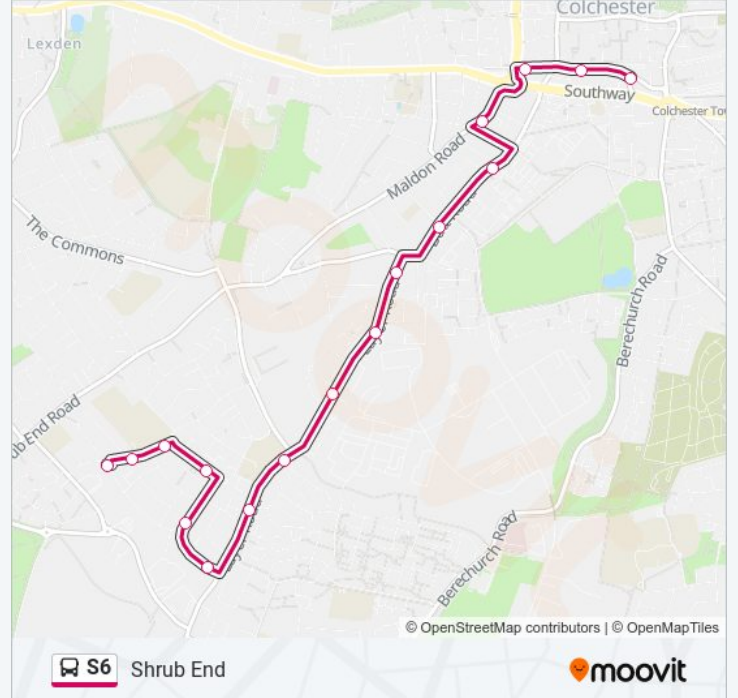 Colchester
Lexden
Southway
Colchester To
Maldon Road
The Commons
Berechurch Road
ub End Road
Berechurch Road
© OpenStreetMap contributors | © OpenMapTiles
S6 Shrub End
moovit